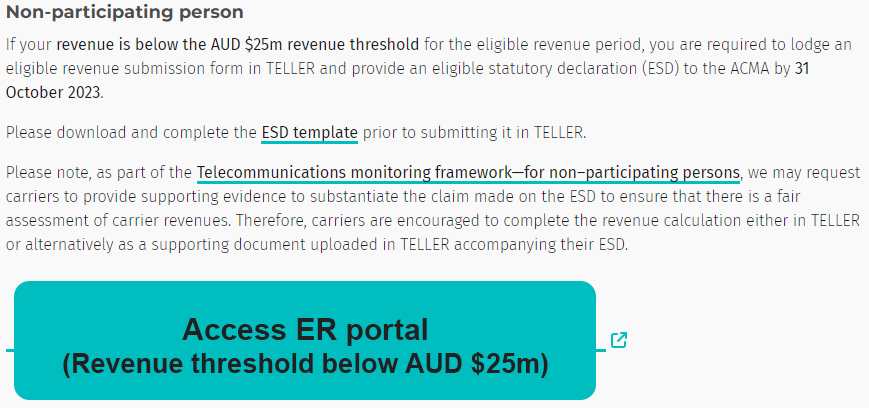 Non-participating person
If your revenue is below the AUD $25m revenue threshold for the eligible revenue period, you are required to lodge an
eligible revenue submission form in TELLER and provide an eligible statutory declaration (ESD) to the ACMA by 31
October 2023.
Please download and complete the ESD template prior to submitting it in TELLER.
Please note, as part of the Telecommunications monitoring framework—for non–participating persons, we may request
carriers to provide supporting evidence to substantiate the claim made on the ESD to ensure that there is a fair
assessment of carrier revenues. Therefore, carriers are encouraged to complete the revenue calculation either in TELLER
or alternatively as a supporting document uploaded in TELLER accompanying their ESD.
Access ER portal
(Revenue threshold below AUD $25m)